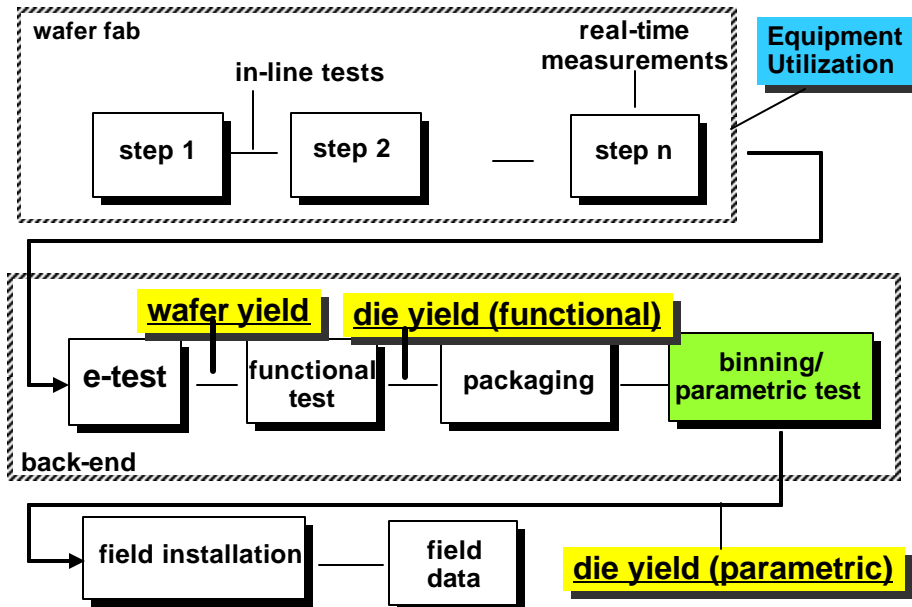 wafer fab
in-line tests
real-time
measurements
Equipment
Utilization
step 1
step 2
step n
wafer yield
die yield (functional)
e-test
functional
test
packaging
binning/
parametric test
back-end
field installation
field
data
die yield (parametric)